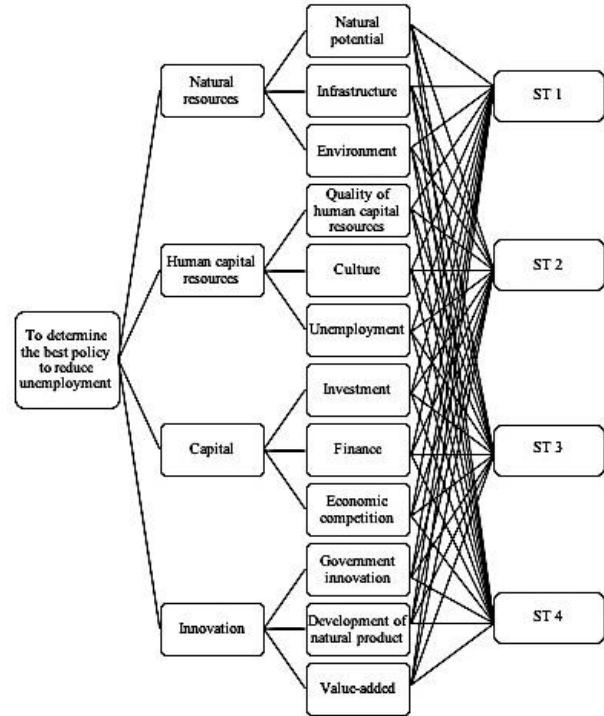 Natural
potential
Natural
resources
Infrastructure
Environment
ST 1
Quality of
human capital
resources
Human capital
resources
Culture
Unemployment
ST 2
To determine
the best policy
to reduce
unemployment
Investment
Capital
Finance
Economic
competition
ST 3
Government
innovation
Innovation
Development of
natural product
Value-added
ST 4